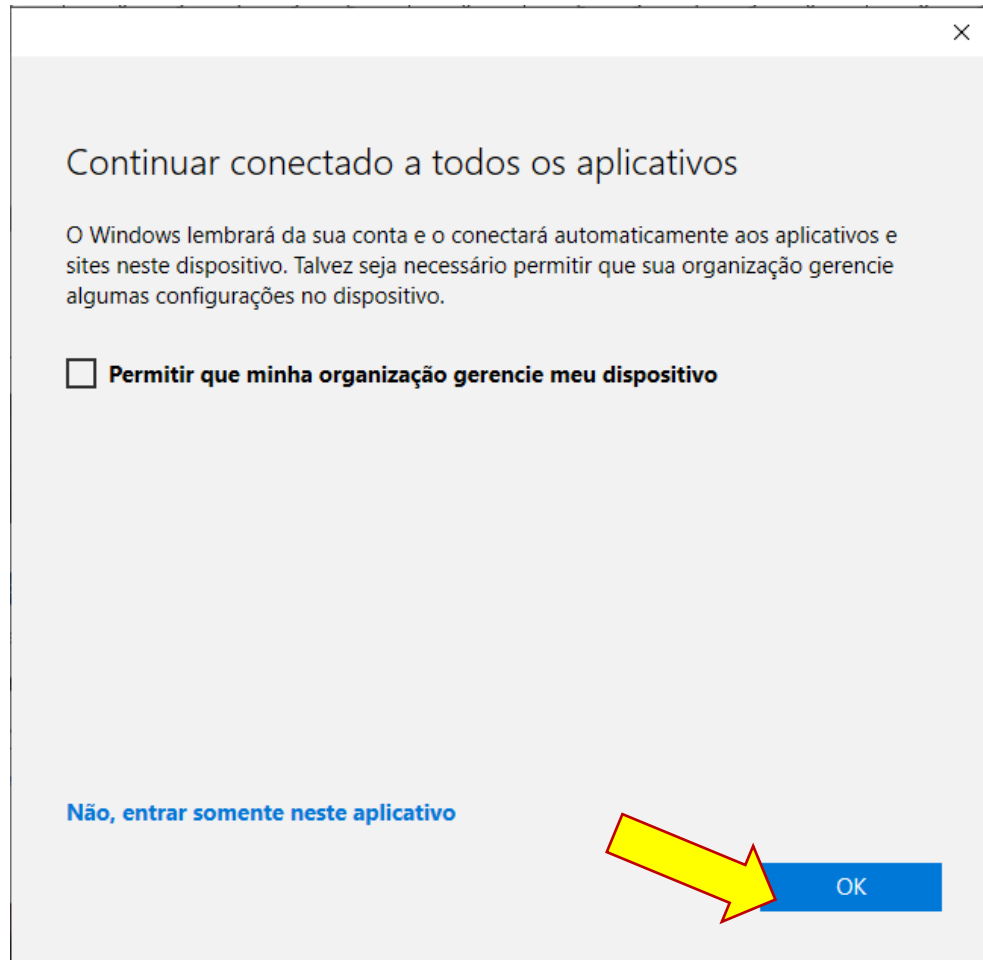 Continuar conectado a todos os aplicativos
O Windows lembrará da sua conta e o conectará automaticamente aos aplicativos e
sites neste dispositivo. Talvez seja necessário permitir que sua organização gerencie
algumas configurações no dispositivo.
Permitir que minha organização gerencie meu dispositivo
Não, entrar somente neste aplicativo
OK